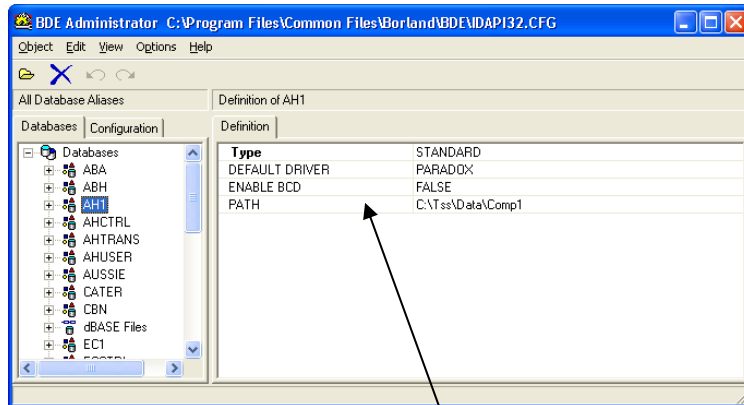 BDE Administrator C:\Program Files\Common Files\Borland\BDE\IDAPI32.CFG
Object Edit View Options Help
All Database Aliases
Definition of AH1
Databases Configuration
Definition
Databases
ABA
ABH
AH1
AHCTRL
AHTRANS
AHUSER
AUSSIE
CATER
CBN
dBASE Files
EC1
Type STANDARD
DEFAULT DRIVER PARADOX
ENABLE BCD FALSE
PATH C:\Tss\Data\Comp1